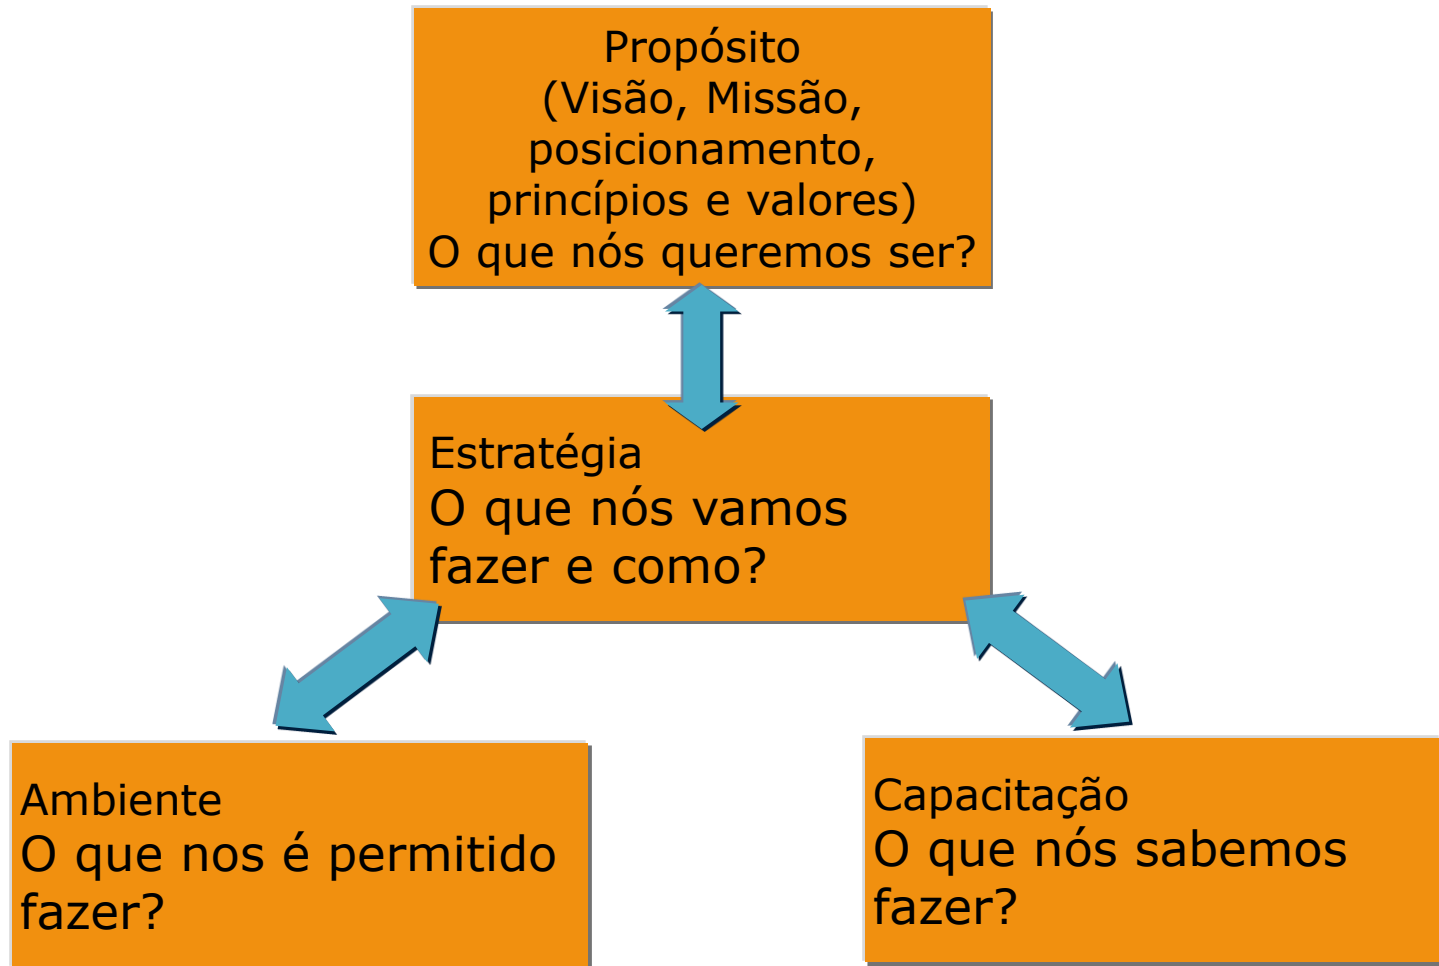 Propósito
(Visão, Missão,
posicionamento,
princípios e valores)
O que nós queremos ser?
Estratégia
O que nós vamos
fazer e como?
Ambiente
O que nos é permitido
fazer?
Capacitação
O que nós sabemos
fazer?